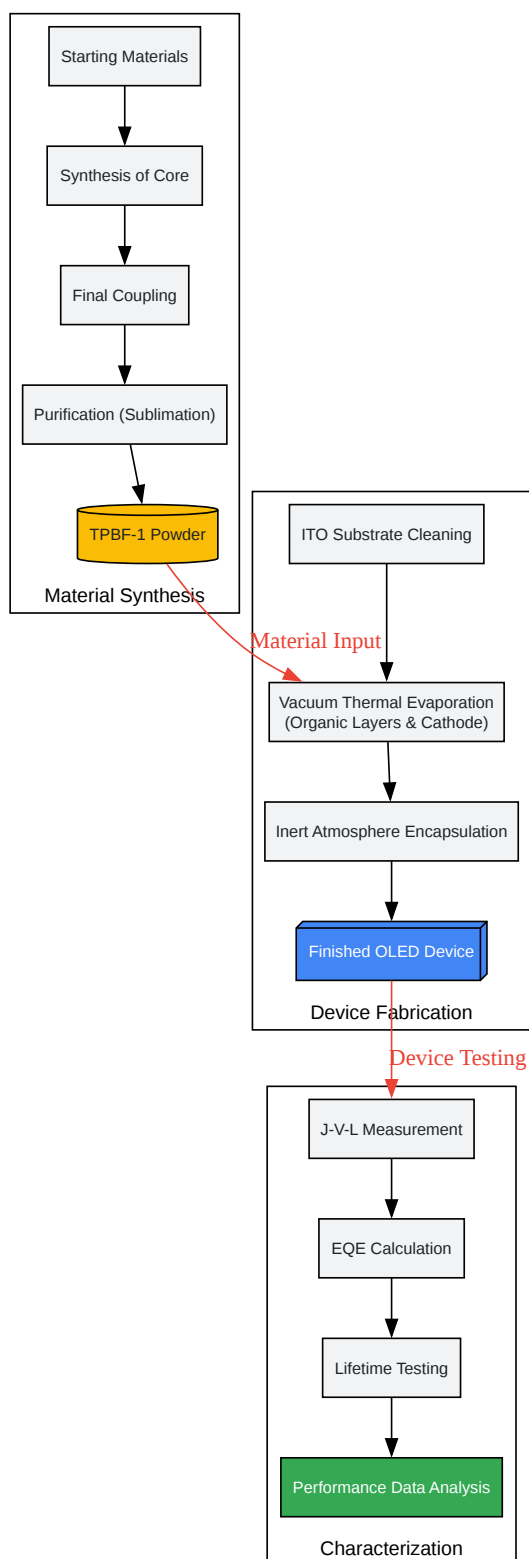 Starting Materials
Synthesis of Core
Final Coupling
Purification (Sublimation)
TPBF-1 Powder
Material Synthesis
ITO Substrate Cleaning
Material Input
Vacuum Thermal Evaporation
(Organic Layers & Cathode)
Inert Atmosphere Encapsulation
Finished OLED Device
Device Fabrication
Device Testing
J-V-L Measurement
EQE Calculation
Lifetime Testing
Performance Data Analysis
Characterization